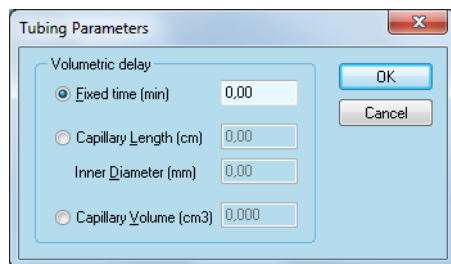 Tubing Parameters
Volumetric delay
Fixed time (min) 0,00
Capillary Length (cm) 0,00
Inner Diameter (mm) 0,00
Capillary Volume (cm3) 0,000
OK
Cancel